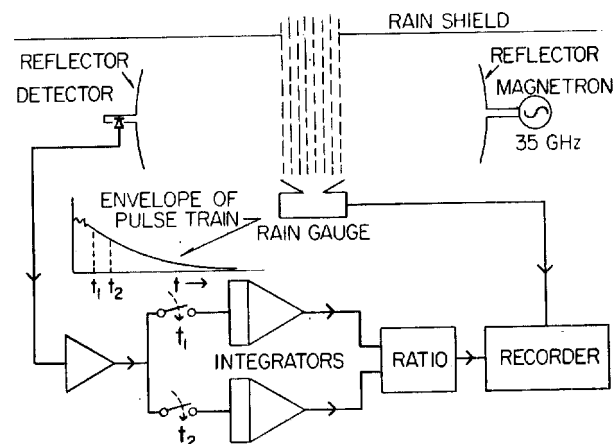 RAIN SHIELD
REFLECTOR
DETECTOR
REFLECTOR
MAGNETRON
35 GHz
ENVELOPE OF
PULSE TRAIN
RAIN GAUGE
t₁ t₂ t →
t₁
INTEGRATORS
RATIO
RECORDER
t₂